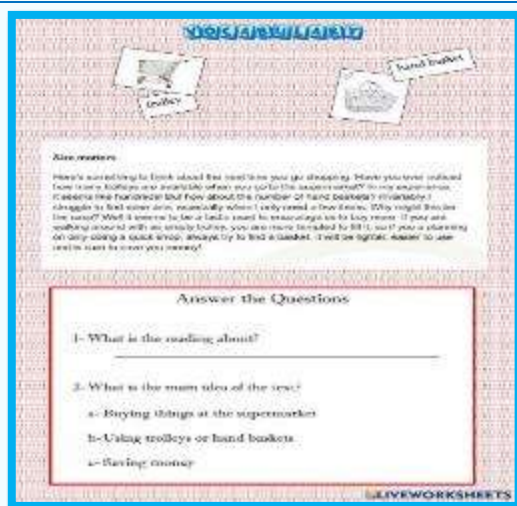 VOCABULARY
hand basket
trolley
Size matters
Here's something to think about the next time you go shopping. Have you ever noticed
how many trolleys are available when you go to the supermarket? In my experience,
it seems like hundreds! But how about the number of hand baskets? Invariably I
struggle to find even one, especially when I only need a few items. Why might this be
the case? Well it seems to be a tactic used to encourage us to buy more. If you are
walking around with an empty trolley, you are more tempted to fill it, so if you a planning
on only doing a quick shop, always try to find a basket. It will be lighter, easier to use
and is sure to save you money!
Answer the Questions
1- What is the reading about?
2- What is the main idea of the text?
a- Buying things at the supermarket
b- Using trolleys or hand baskets
c- Saving money
LIVEWORKSHEETS